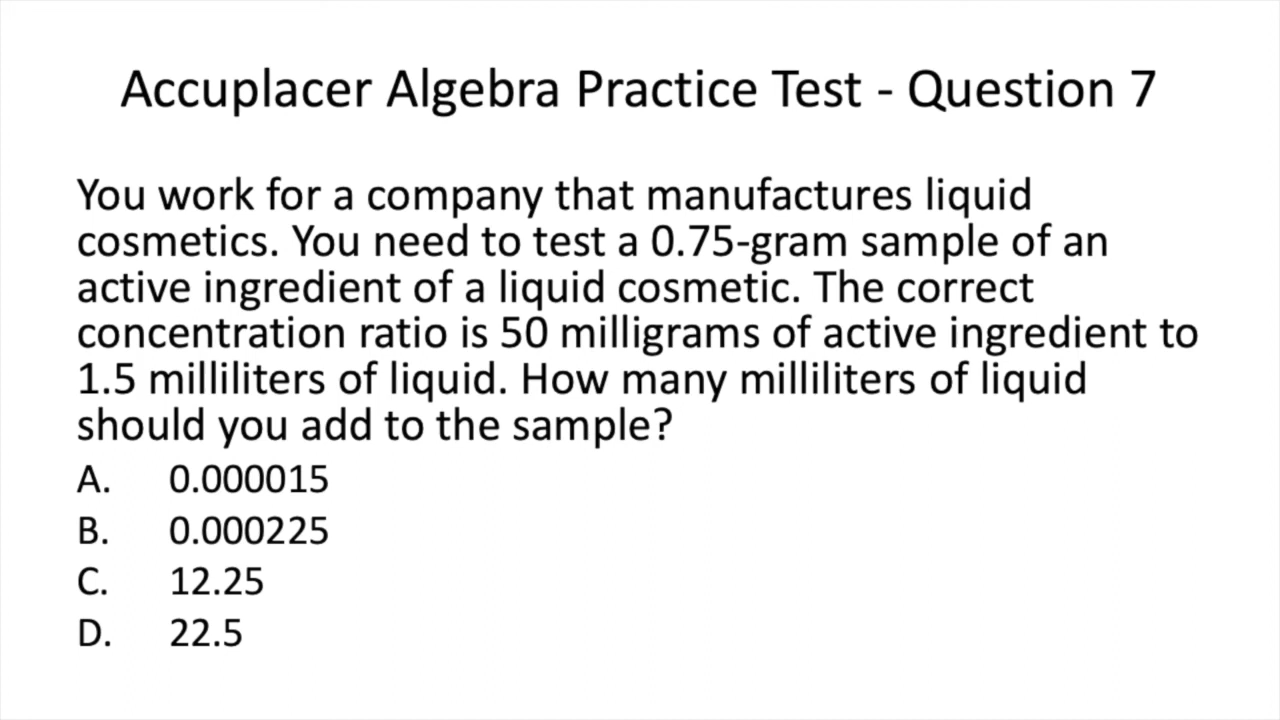 Accuplacer Algebra Practice Test - Question 7
You work for a company that manufactures liquid
cosmetics. You need to test a 0.75-gram sample of an
active ingredient of a liquid cosmetic. The correct
concentration ratio is 50 milligrams of active ingredient to
1.5 milliliters of liquid. How many milliliters of liquid
should you add to the sample?
A. 0.000015
B. 0.000225
C. 12.25
D. 22.5